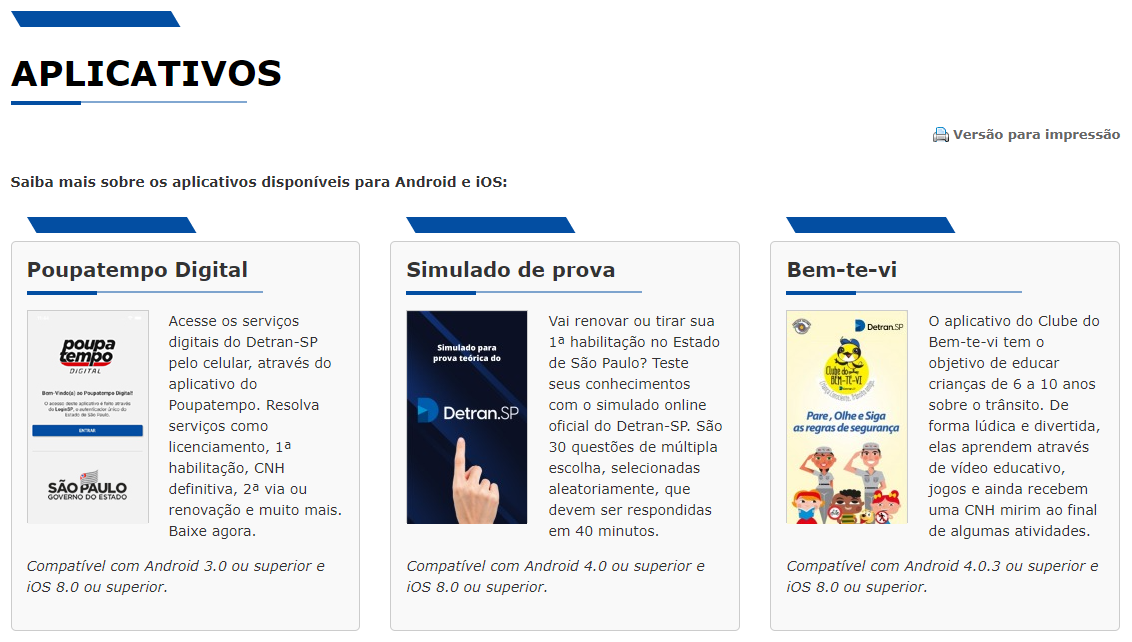 APLICATIVOS
Versão para impressão
Saiba mais sobre os aplicativos disponíveis para Android e iOS:
Poupatempo Digital
poupa
tempo
DIGITAL
Bem-Vindo(a) ao Poupatempo Digital!
O acesso deste aplicativo é feito através
do LoginSP, o autenticador único do
Estado de São Paulo.
ENTRAR
SÃO PAULO
GOVERNO DO ESTADO
Acesse os serviços
digitais do Detran-SP
pelo celular, através do
aplicativo do
Poupatempo. Resolva
serviços como
licenciamento, 1ª
habilitação, CNH
definitiva, 2ª via ou
renovação e muito mais.
Baixe agora.
Compatível com Android 3.0 ou superior e
iOS 8.0 ou superior.
Simulado de prova
Simulado para
prova teórica do
Detran.SP
Vai renovar ou tirar sua
1ª habilitação no Estado
de São Paulo? Teste
seus conhecimentos
com o simulado online
oficial do Detran-SP. São
30 questões de múltipla
escolha, selecionadas
aleatoriamente, que
devem ser respondidas
em 40 minutos.
Compatível com Android 4.0 ou superior e
iOS 8.0 ou superior.
Bem-te-vi
Detran.SP
Clube do
BEM-TE-VI
Pare, Olhe e Siga
as regras de segurança
O aplicativo do Clube do
Bem-te-vi tem o
objetivo de educar
crianças de 6 a 10 anos
sobre o trânsito. De
forma lúdica e divertida,
elas aprendem através
de vídeo educativo,
jogos e ainda recebem
uma CNH mirim ao final
de algumas atividades.
Compatível com Android 4.0.3 ou superior e
iOS 8.0 ou superior.